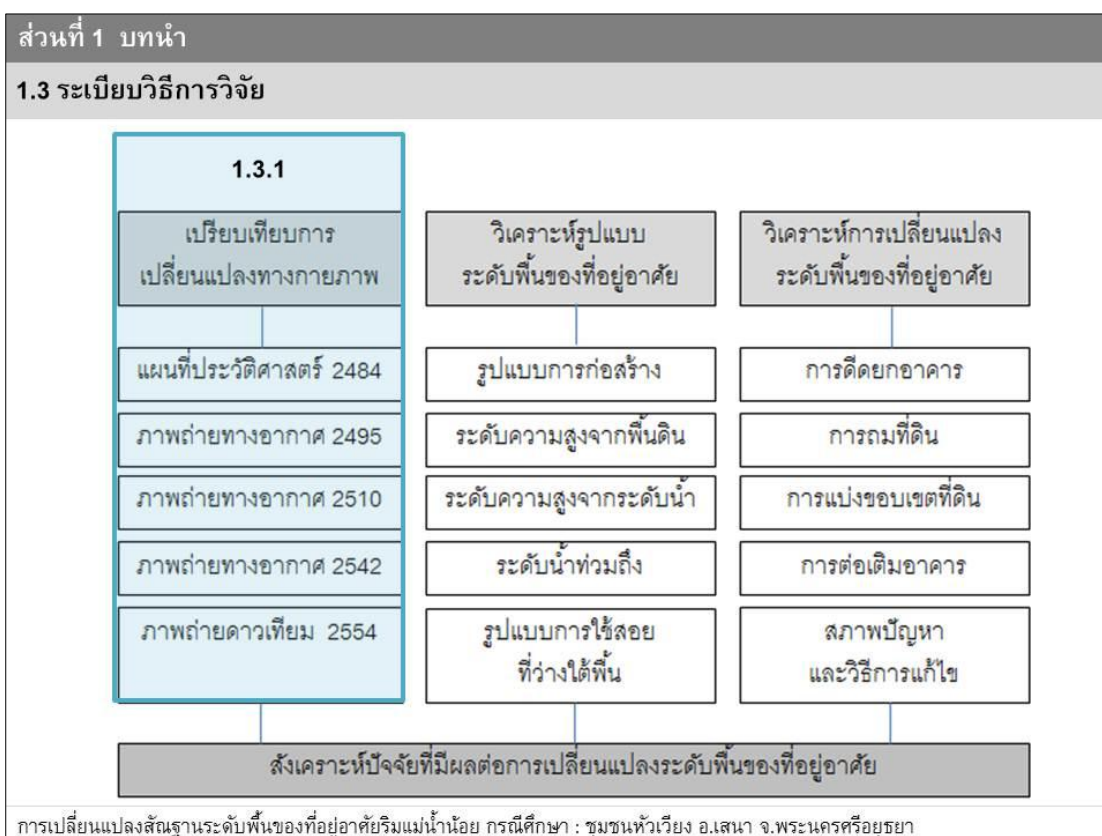 ส่วนที่ 1 บทนำ
1.3 ระเบียบวิธีการวิจัย
1.3.1
เปรียบเทียบการ
เปลี่ยนแปลงทางกายภาพ
แผนที่ประวัติศาสตร์ 2484
ภาพถ่ายทางอากาศ 2495
ภาพถ่ายทางอากาศ 2510
ภาพถ่ายทางอากาศ 2542
ภาพถ่ายดาวเทียม 2554
วิเคราะห์รูปแบบ
ระดับพื้นของที่อยู่อาศัย
รูปแบบการก่อสร้าง
ระดับความสูงจากพื้นดิน
ระดับความสูงจากระดับน้ำ
ระดับน้ำท่วมถึง
รูปแบบการใช้สอย
ที่ว่างใต้พื้น
วิเคราะห์การเปลี่ยนแปลง
ระดับพื้นของที่อยู่อาศัย
การดีดยกอาคาร
การถมที่ดิน
การแบ่งขอบเขตที่ดิน
การต่อเติมอาคาร
สภาพปัญหา
และวิธีการแก้ไข
สังเคราะห์ปัจจัยที่มีผลต่อการเปลี่ยนแปลงระดับพื้นของที่อยู่อาศัย
การเปลี่ยนแปลงสัณฐานระดับพื้นของที่อยู่อาศัยริมแม่น้ำน้อย กรณีศึกษา : ชุมชนหัวเวียง อ.เสนา จ.พระนครศรีอยุธยา